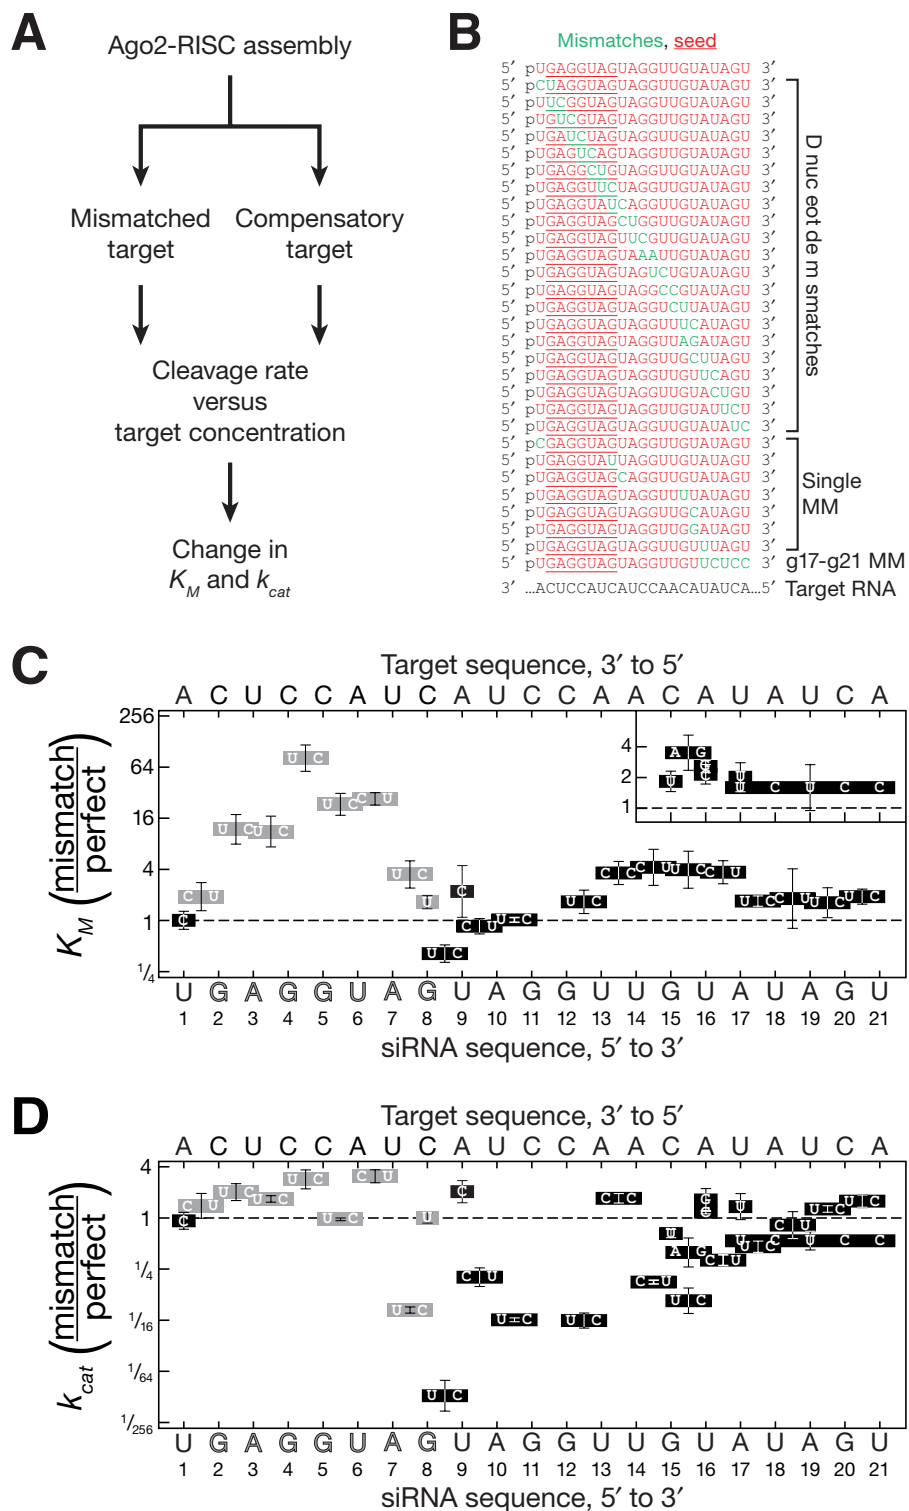 A
Ago2-RISC assembly
Mismatched
target
Compensatory
target
Cleavage rate
versus
target concentration
Change in
K_M and k_cat
B
Mismatches, seed
5′ pUGAGGUAGUAGGUUGUAUAGU 3′
5′ pCUAGGUAGUAGGUUGUAUAGU 3′
5′ pUUCGGUAGUAGGUUGUAUAGU 3′
5′ pUGUCGUAGUAGGUUGUAUAGU 3′
5′ pUGAUCUAGUAGGUUGUAUAGU 3′
5′ pUGAGUCAGUAGGUUGUAUAGU 3′
5′ pUGAGGCUGUAGGUUGUAUAGU 3′
5′ pUGAGGUUCUAGGUUGUAUAGU 3′
5′ pUGAGGUAUCAGGUUGUAUAGU 3′
5′ pUGAGGUAGCUGGUUGUAUAGU 3′
5′ pUGAGGUAGUUCGUUGUAUAGU 3′
5′ pUGAGGUAGUAAAUUGUAUAGU 3′
5′ pUGAGGUAGUAGUCUGUAUAGU 3′
5′ pUGAGGUAGUAGGCCGUAUAGU 3′
5′ pUGAGGUAGUAGGUCUUAUAGU 3′
5′ pUGAGGUAGUAGGUUUCAUAGU 3′
5′ pUGAGGUAGUAGGUUAGAUAGU 3′
5′ pUGAGGUAGUAGGUUGCUUAGU 3′
5′ pUGAGGUAGUAGGUUGUUCAGU 3′
5′ pUGAGGUAGUAGGUUGUACUGU 3′
5′ pUGAGGUAGUAGGUUGUAUUCU 3′
5′ pUGAGGUAGUAGGUUGUAUAUC 3′
5′ pCGAGGUAGUAGGUUGUAUAGU 3′
5′ pUGAGGUAUUAGGUUGUAUAGU 3′
5′ pUGAGGUAGCAGGUUGUAUAGU 3′
5′ pUGAGGUAGUAGGUUUUAUAGU 3′
5′ pUGAGGUAGUAGGUUGCAUAGU 3′
5′ pUGAGGUAGUAGGUUGGAUAGU 3′
5′ pUGAGGUAGUAGGUUGUUUAGU 3′
5′ pUGAGGUAGUAGGUUGUUCUCC 3′ g17-g21 MM
3′ …ACUCCAUCAUCCAACAUAUCA…5′ Target RNA
D nuc eot de m smatches
Single
MM
C
Target sequence, 3′ to 5′
A C U C C A U C A U C C A A C A U A U C A
K_M (mismatch/perfect)
256
64
16
4
1
1/4
4
2
1
A G
U
C
U
U C U C C
C
C U
U C
U C
U C
U C
C U
U C
U
C
U C
C U
U C
U C
C C
C U
U C
C U
U C
C U
U C
U C
U G A G G U A G U A G G U U G U A U A G U
1 2 3 4 5 6 7 8 9 10 11 12 13 14 15 16 17 18 19 20 21
siRNA sequence, 5′ to 3′
D
Target sequence, 3′ to 5′
A C U C C A U C A U C C A A C A U A U C A
k_cat (mismatch/perfect)
4
1
1/4
1/16
1/64
1/256
C
C U
U C
U C
U C
U C
C U
U C
U
C
U C
C U
U C
U C
C C
C U
U
A G
U C
G
C U
U
U C U C C
U C
C U
U C
U C
U G A G G U A G U A G G U U G U A U A G U
1 2 3 4 5 6 7 8 9 10 11 12 13 14 15 16 17 18 19 20 21
siRNA sequence, 5′ to 3′